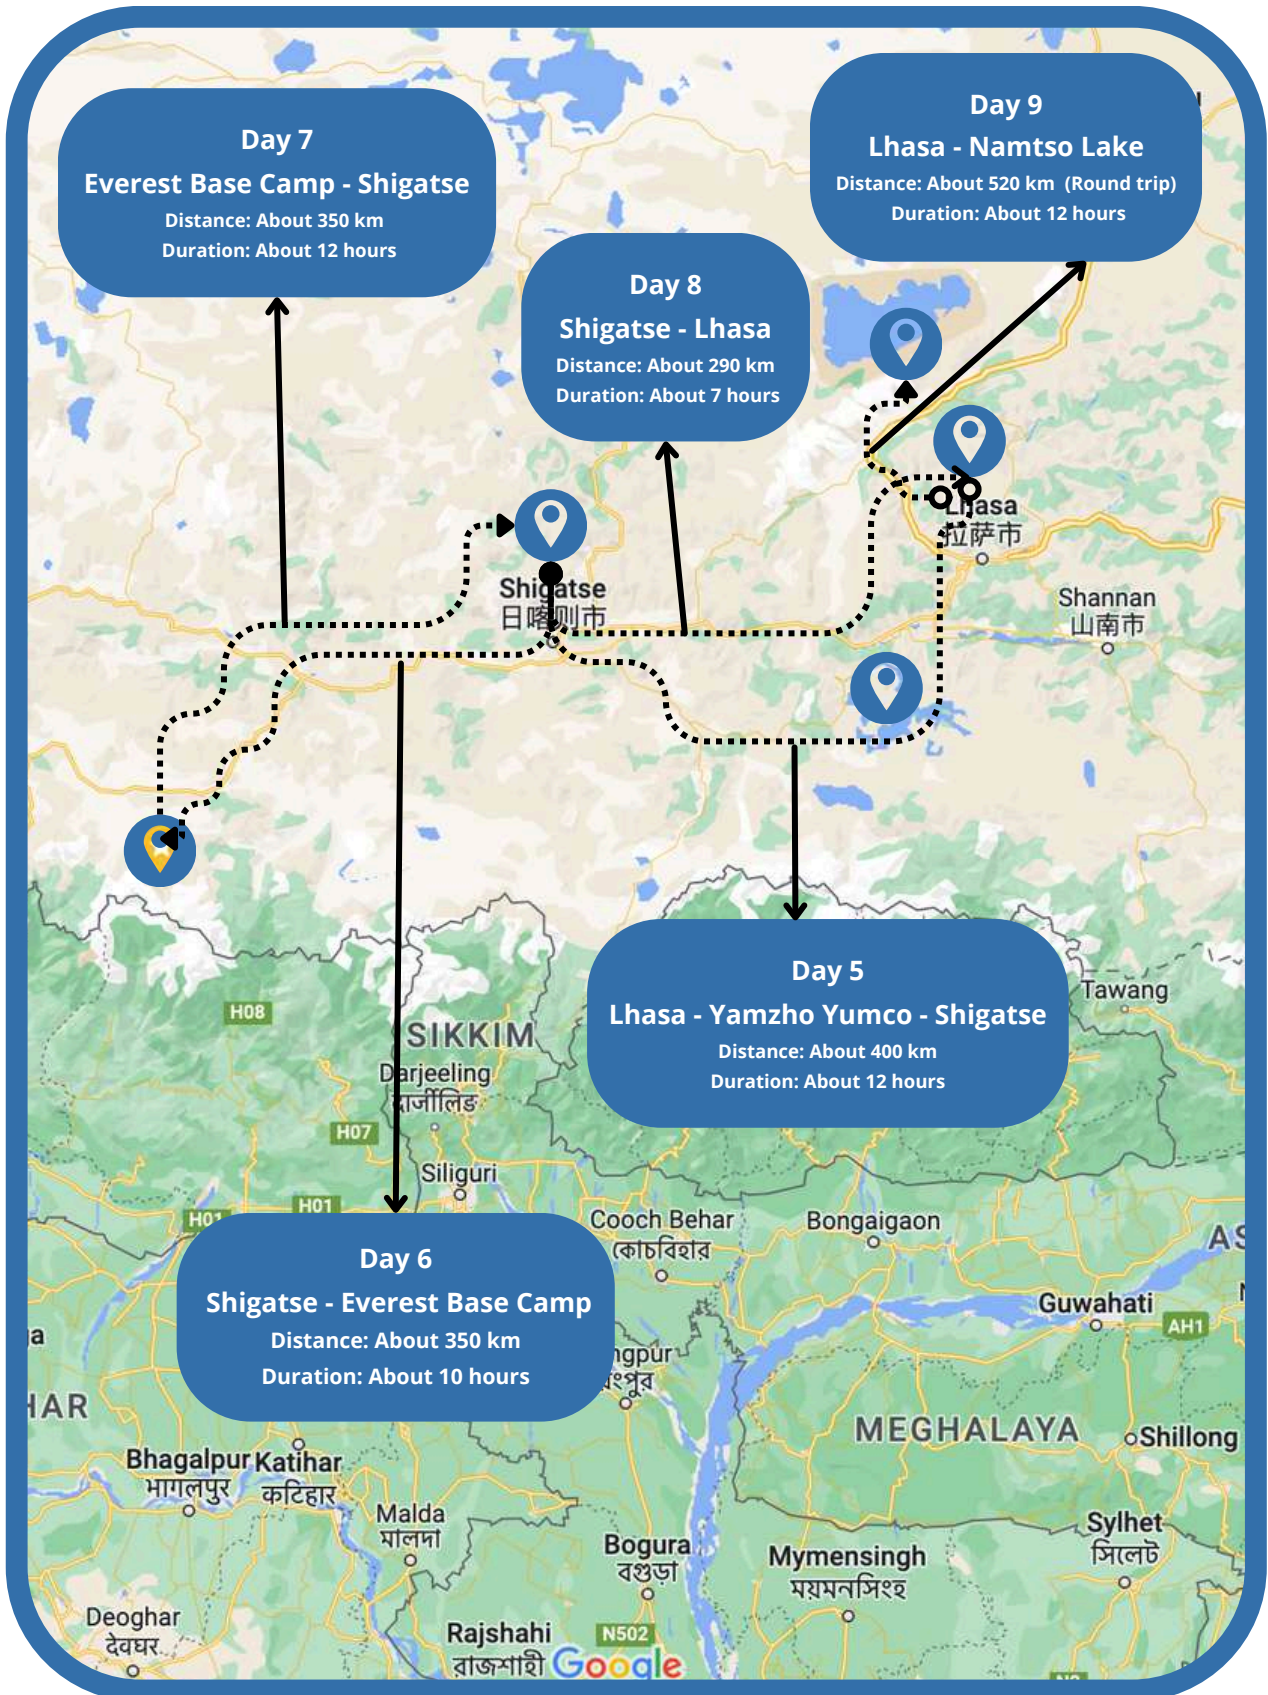 Day 9
Lhasa - Namtso Lake
Distance: About 520 km (Round trip)
Duration: About 12 hours
Day 7
Everest Base Camp - Shigatse
Distance: About 350 km
Duration: About 12 hours
Day 8
Shigatse - Lhasa
Distance: About 290 km
Duration: About 7 hours
Lhasa
拉萨市
Shigatse
日喀则市
Shannan
山南市
Day 5
Lhasa - Yamzho Yumco - Shigatse
Distance: About 400 km
Duration: About 12 hours
Tawang
H08
SIKKIM
Darjeeling
दार्जीलिङ
H07
Siliguri
H01
H01
Cooch Behar
কোচবিহার
Bongaigaon
AS
Day 6
Shigatse - Everest Base Camp
Distance: About 350 km
Duration: About 10 hours
Guwahati
AH1
ga
ngpur
ংপুর
HAR
MEGHALAYA
Shillong
Bhagalpur
भागलपुर
Katihar
कटिहार
Malda
মালদা
Sylhet
সিলেট
Bogura
বগুড়া
Mymensingh
ময়মনসিংহ
Deoghar
देवघर
Rajshahi
রাজশাহী
N502
Google